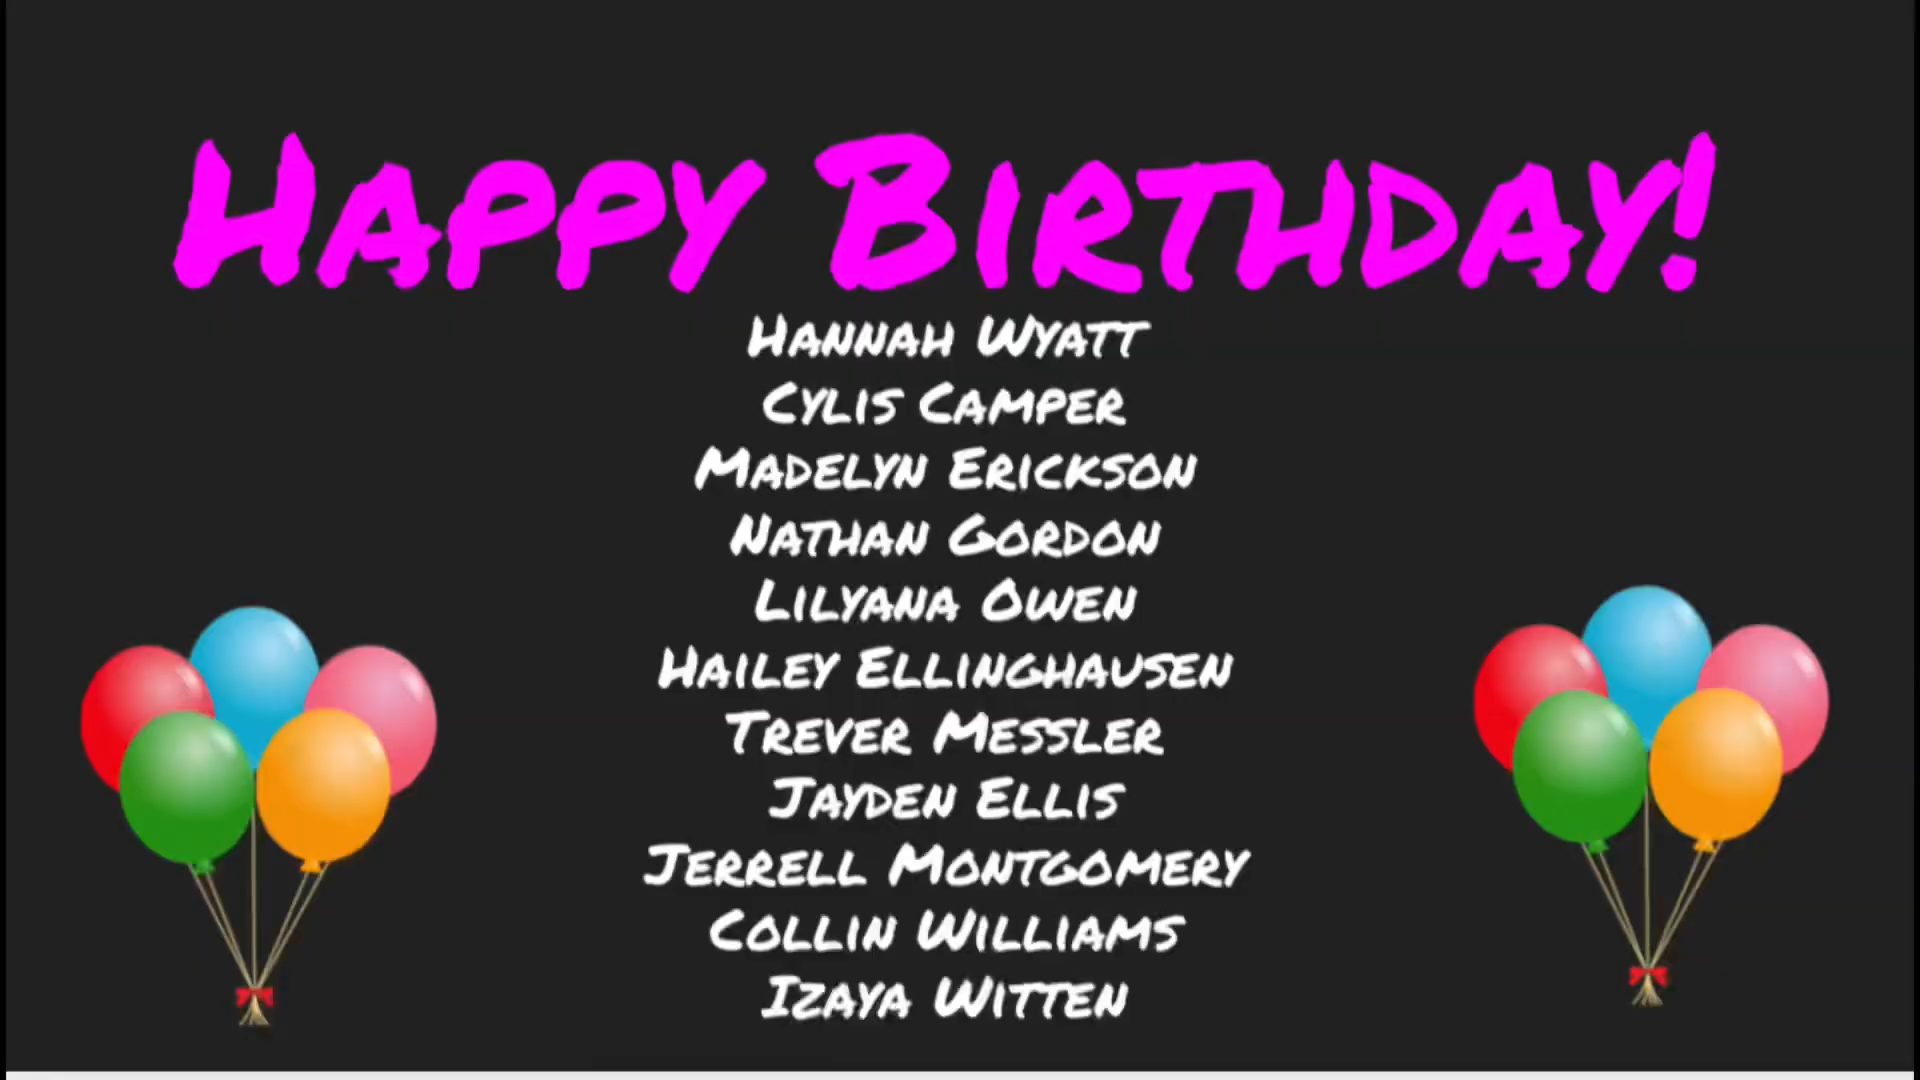 Happy Birthday!
Hannah Wyatt
Cylis Camper
Madelyn Erickson
Nathan Gordon
Lilyana Owen
Hailey Ellinghausen
Trever Messler
Jayden Ellis
Jerrell Montgomery
Collin Williams
Izaya Witten